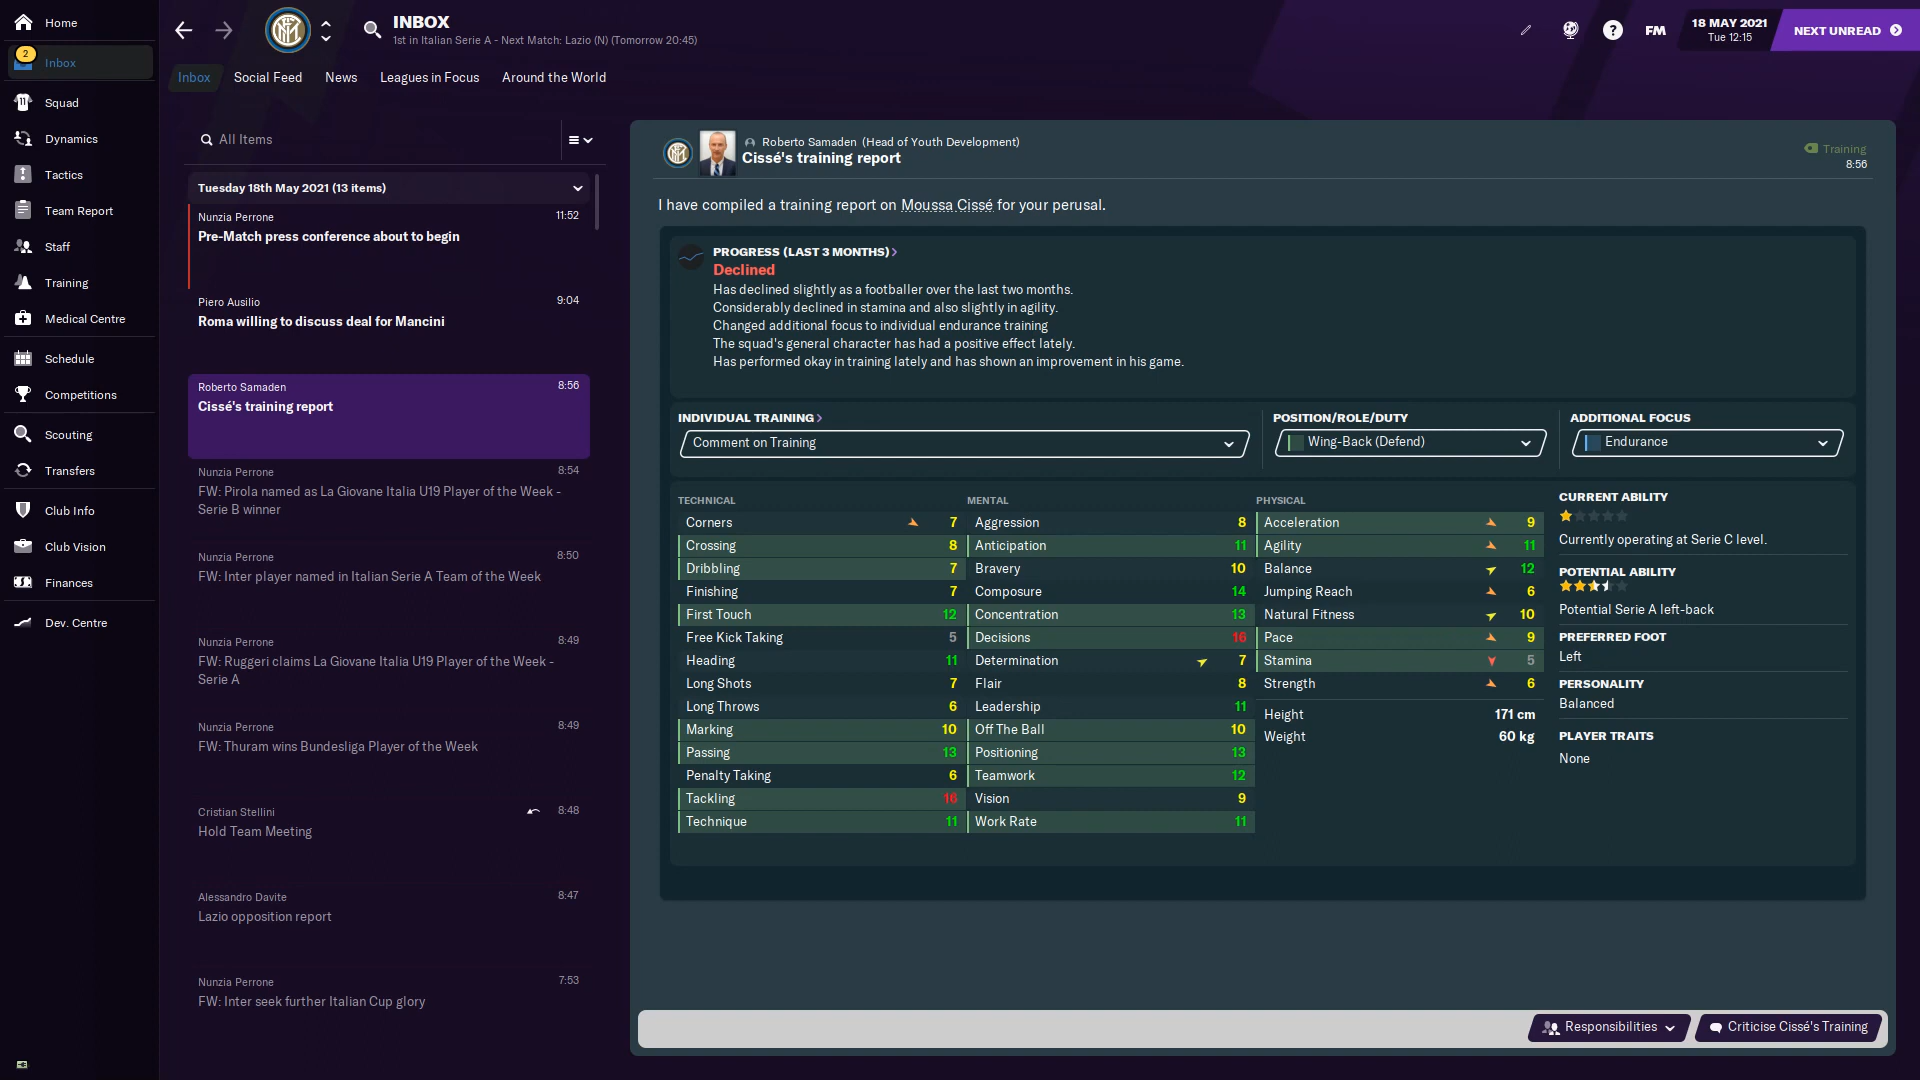 Home
2
Inbox
Squad
Dynamics
Tactics
Team Report
Staff
Training
Medical Centre
Schedule
Competitions
Scouting
Transfers
Club Info
Club Vision
Finances
Dev. Centre
INBOX
1st in Italian Serie A - Next Match: Lazio (N) (Tomorrow 20:45)
FM
18 MAY 2021
Tue 12:15
NEXT UNREAD
Inbox
Social Feed
News
Leagues in Focus
Around the World
All Items
Tuesday 18th May 2021 (13 items)
Nunzia Perrone 11:52
Pre-Match press conference about to begin
Piero Ausilio 9:04
Roma willing to discuss deal for Mancini
Roberto Samaden 8:56
Cissé's training report
Nunzia Perrone 8:54
FW: Pirola named as La Giovane Italia U19 Player of the Week -
Serie B winner
Nunzia Perrone 8:50
FW: Inter player named in Italian Serie A Team of the Week
Nunzia Perrone 8:49
FW: Ruggeri claims La Giovane Italia U19 Player of the Week -
Serie A
Nunzia Perrone 8:49
FW: Thuram wins Bundesliga Player of the Week
Cristian Stellini 8:48
Hold Team Meeting
Alessandro Davite 8:47
Lazio opposition report
Nunzia Perrone 7:53
FW: Inter seek further Italian Cup glory
Roberto Samaden (Head of Youth Development)
Cissé's training report
Training
8:56
I have compiled a training report on Moussa Cissé for your perusal.
PROGRESS (LAST 3 MONTHS)
Declined
Has declined slightly as a footballer over the last two months.
Considerably declined in stamina and also slightly in agility.
Changed additional focus to individual endurance training
The squad's general character has had a positive effect lately.
Has performed okay in training lately and has shown an improvement in his game.
INDIVIDUAL TRAINING
Comment on Training
POSITION/ROLE/DUTY
Wing-Back (Defend)
ADDITIONAL FOCUS
Endurance
TECHNICAL
Corners 7
Crossing 8
Dribbling 7
Finishing 7
First Touch 12
Free Kick Taking 5
Heading 11
Long Shots 7
Long Throws 6
Marking 10
Passing 13
Penalty Taking 6
Tackling 16
Technique 11
MENTAL
Aggression 8
Anticipation 11
Bravery 10
Composure 14
Concentration 13
Decisions 16
Determination 7
Flair 8
Leadership 11
Off The Ball 10
Positioning 13
Teamwork 12
Vision 9
Work Rate 11
PHYSICAL
Acceleration 9
Agility 11
Balance 12
Jumping Reach 6
Natural Fitness 10
Pace 9
Stamina 5
Strength 6
Height 171 cm
Weight 60 kg
CURRENT ABILITY
Currently operating at Serie C level.
POTENTIAL ABILITY
Potential Serie A left-back
PREFERRED FOOT
Left
PERSONALITY
Balanced
PLAYER TRAITS
None
Responsibilities
Criticise Cissé's Training